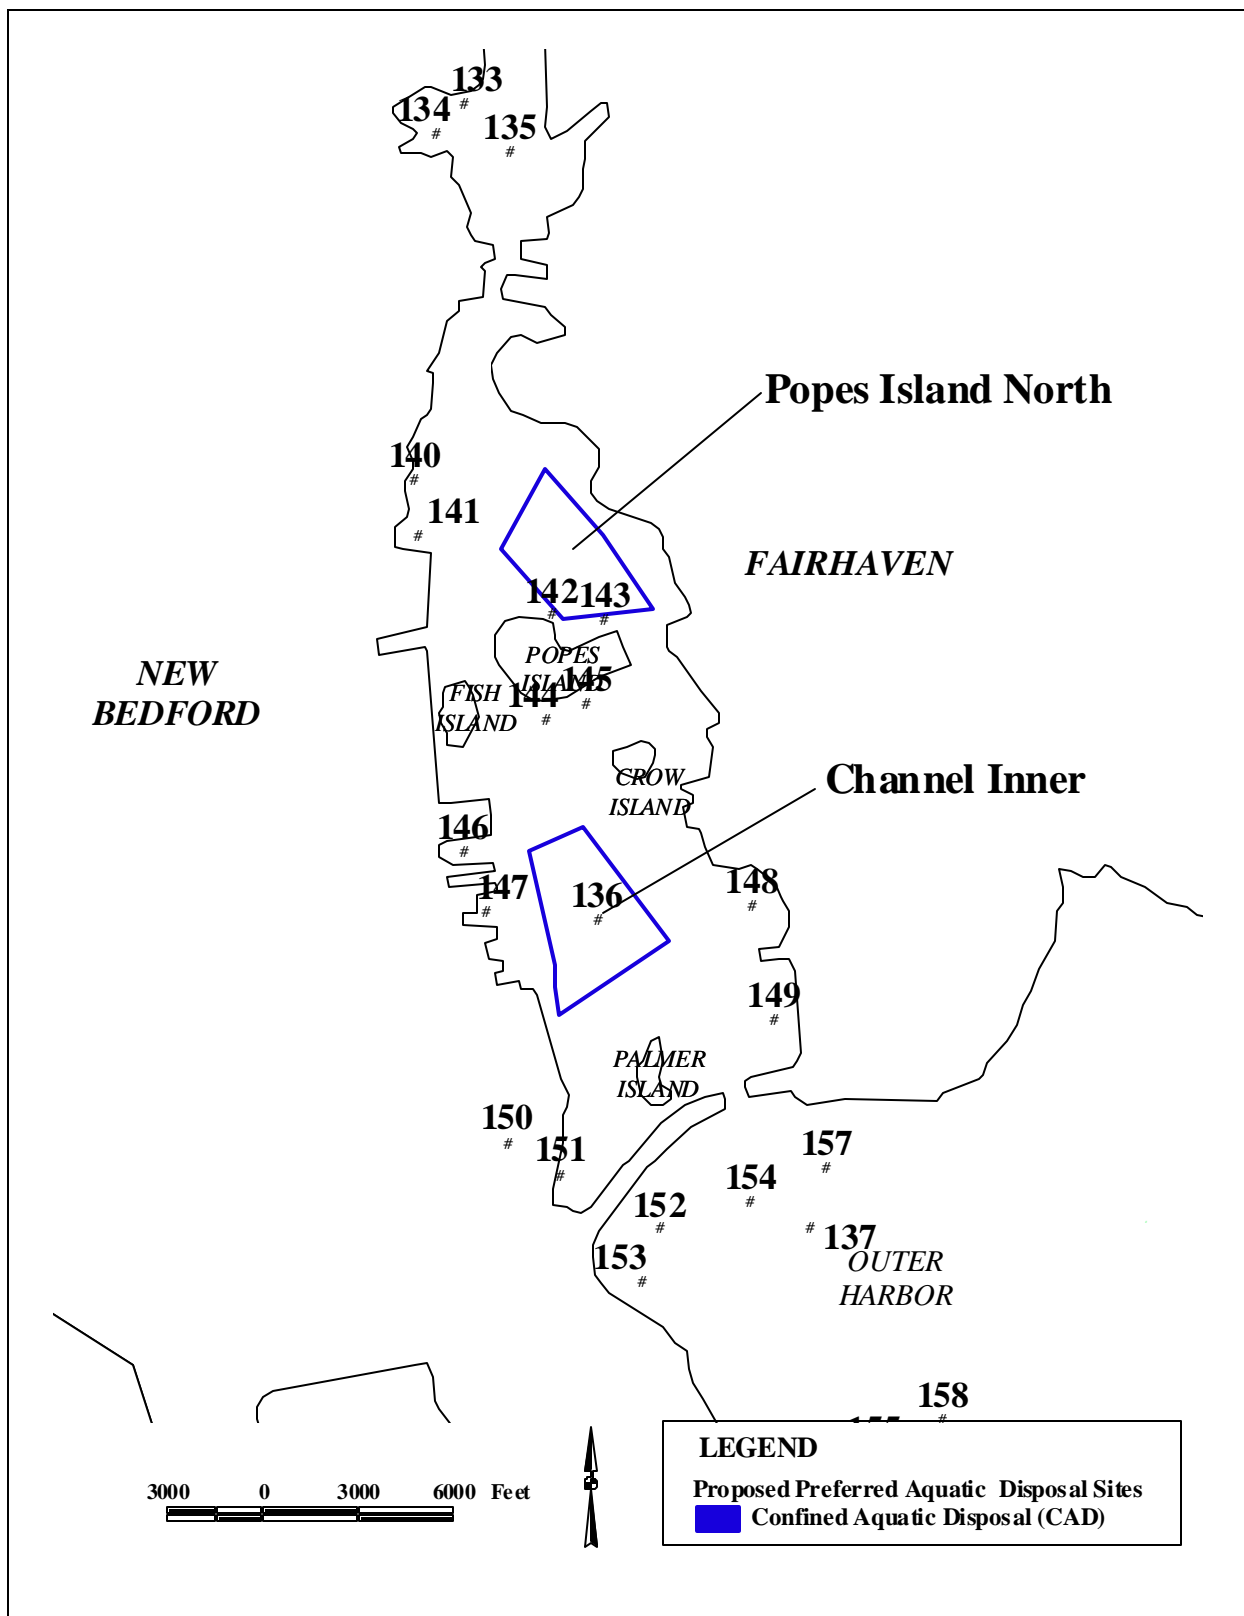 133
134
135
Popes Island North
140
141
FAIRHAVEN
142
143
POPES
ISLAND
NEW
BEDFORD
145
144
FISH
ISLAND
CROW
ISLAND
Channel Inner
146
147
136
148
149
PALMER
ISLAND
150
151
157
154
152
137
153
OUTER
HARBOR
158
LEGEND
Proposed Preferred Aquatic Disposal Sites
Confined Aquatic Disposal (CAD)
3000 0 3000 6000 Feet